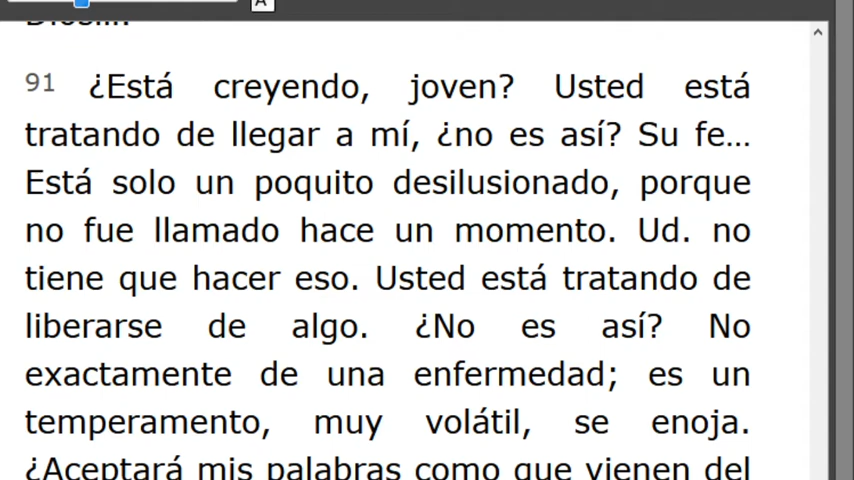 A
91 ¿Está creyendo, joven? Usted está
tratando de llegar a mí, ¿no es así? Su fe...
Está solo un poquito desilusionado, porque
no fue llamado hace un momento. Ud. no
tiene que hacer eso. Usted está tratando de
liberarse de algo. ¿No es así? No
exactamente de una enfermedad; es un
temperamento, muy volátil, se enoja.
¿Aceptará mis palabras como que vienen del